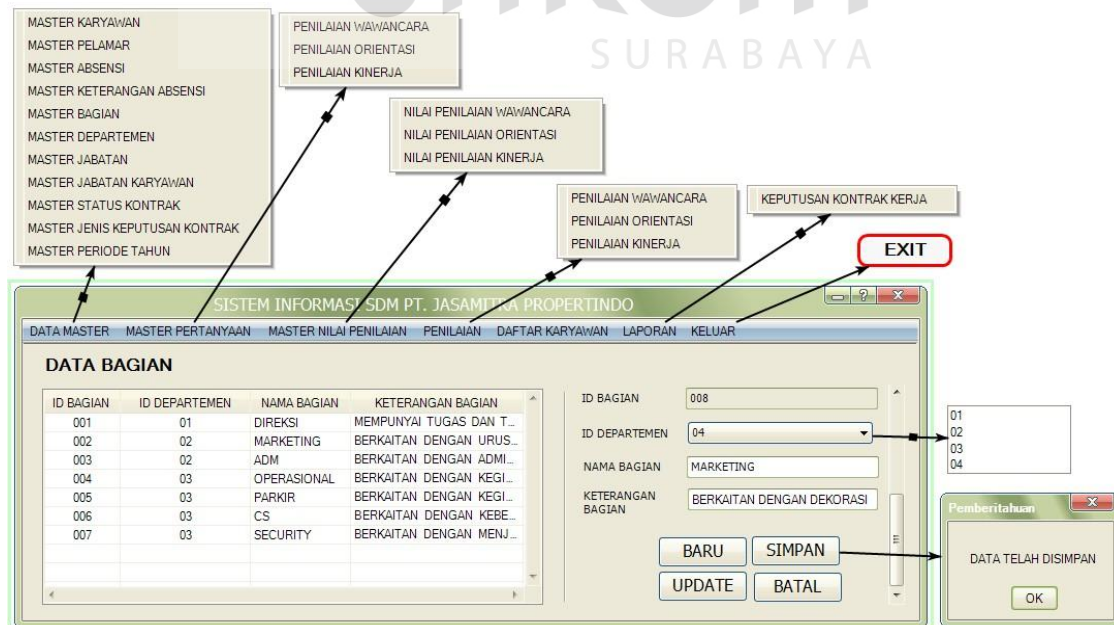 SURABAYA
MASTER KARYAWAN
MASTER PELAMAR
MASTER ABSENSI
MASTER KETERANGAN ABSENSI
MASTER BAGIAN
MASTER DEPARTEMEN
MASTER JABATAN
MASTER JABATAN KARYAWAN
MASTER STATUS KONTRAK
MASTER JENIS KEPUTUSAN KONTRAK
MASTER PERIODE TAHUN
PENILAIAN WAWANCARA
PENILAIAN ORIENTASI
PENILAIAN KINERJA
NILAI PENILAIAN WAWANCARA
NILAI PENILAIAN ORIENTASI
NILAI PENILAIAN KINERJA
PENILAIAN WAWANCARA
PENILAIAN ORIENTASI
PENILAIAN KINERJA
KEPUTUSAN KONTRAK KERJA
EXIT
SISTEM INFORMASI SDM PT. JASAMITRA PROPERTINDO
DATA MASTER MASTER PERTANYAAN MASTER NILAI PENILAIAN PENILAIAN DAFTAR KARYAWAN LAPORAN KELUAR
DATA BAGIAN
ID BAGIAN ID DEPARTEMEN NAMA BAGIAN KETERANGAN BAGIAN
001 01 DIREKSI MEMPUNYAI TUGAS DAN T...
002 02 MARKETING BERKAITAN DENGAN URUS...
003 02 ADM BERKAITAN DENGAN ADMI...
004 03 OPERASIONAL BERKAITAN DENGAN KEGI...
005 03 PARKIR BERKAITAN DENGAN KEGI...
006 03 CS BERKAITAN DENGAN KEBE...
007 03 SECURITY BERKAITAN DENGAN MENJ...
ID BAGIAN 008
ID DEPARTEMEN 04
NAMA BAGIAN MARKETING
KETERANGAN BAGIAN BERKAITAN DENGAN DEKORASI
BARU SIMPAN
UPDATE BATAL
01
02
03
04
Pemberitahuan
DATA TELAH DISIMPAN
OK